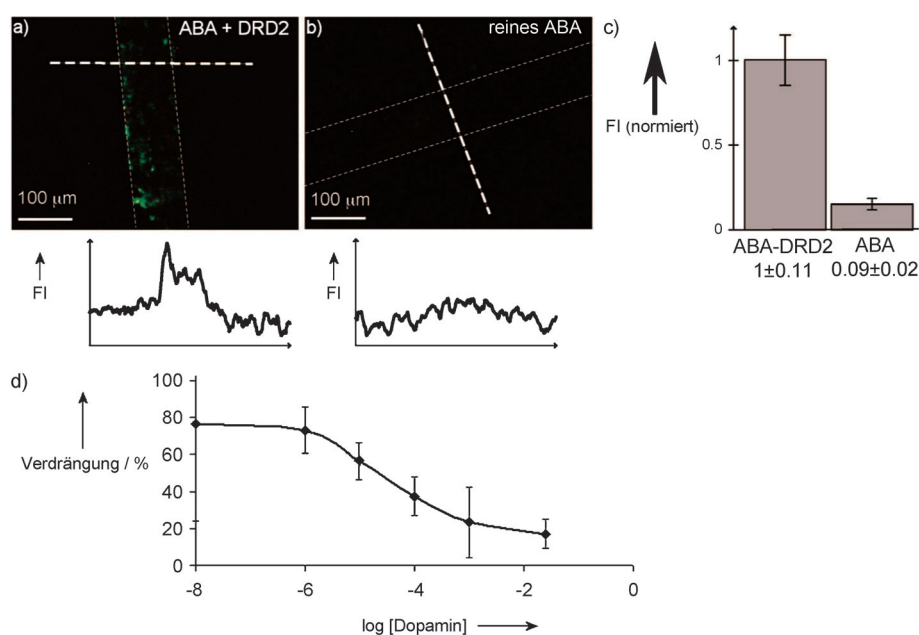 a) ABA + DRD2
100 µm
b) reines ABA
100 µm
c)
FI (normiert)
1
0.5
0
ABA-DRD2 ABA
1±0.11 0.09±0.02
FI
FI
d)
Verdrängung / %
100
80
60
40
20
0
-8 -6 -4 -2 0
log [Dopamin]